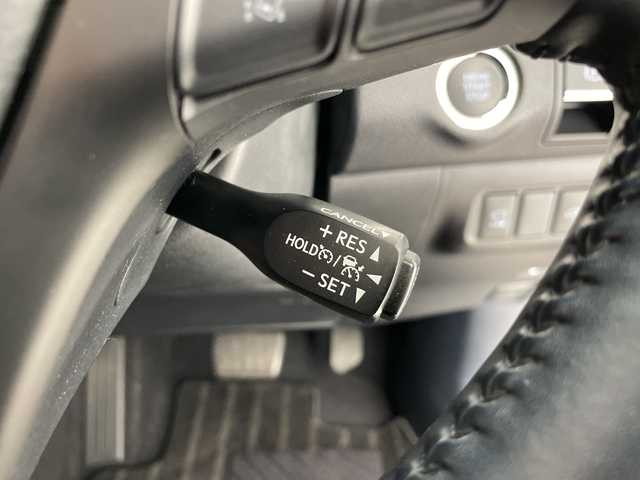 CANCEL
+ RES
HOLD /
− SET